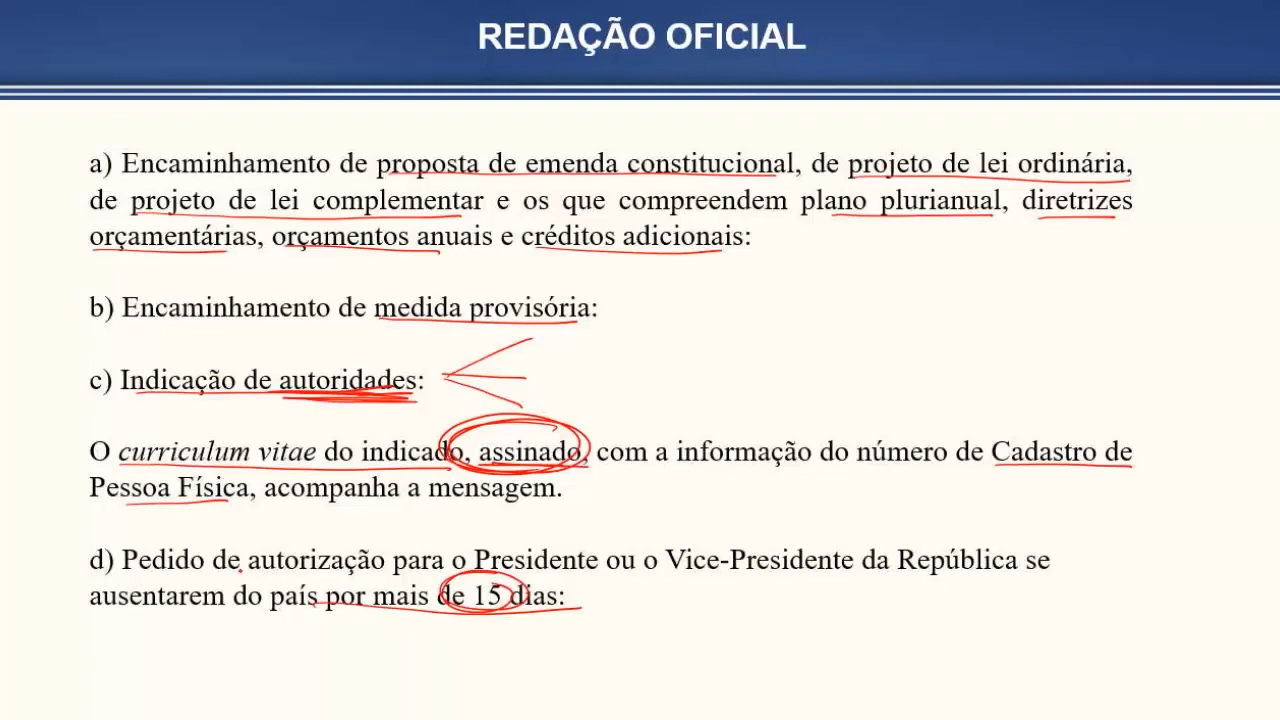 REDAÇÃO OFICIAL
a) Encaminhamento de proposta de emenda constitucional, de projeto de lei ordinária,
de projeto de lei complementar e os que compreendem plano plurianual, diretrizes
orçamentárias, orçamentos anuais e créditos adicionais:
b) Encaminhamento de medida provisória:
c) Indicação de autoridades:
O curriculum vitae do indicado, assinado, com a informação do número de Cadastro de
Pessoa Física, acompanha a mensagem.
d) Pedido de autorização para o Presidente ou o Vice-Presidente da República se
ausentarem do país por mais de 15 dias: